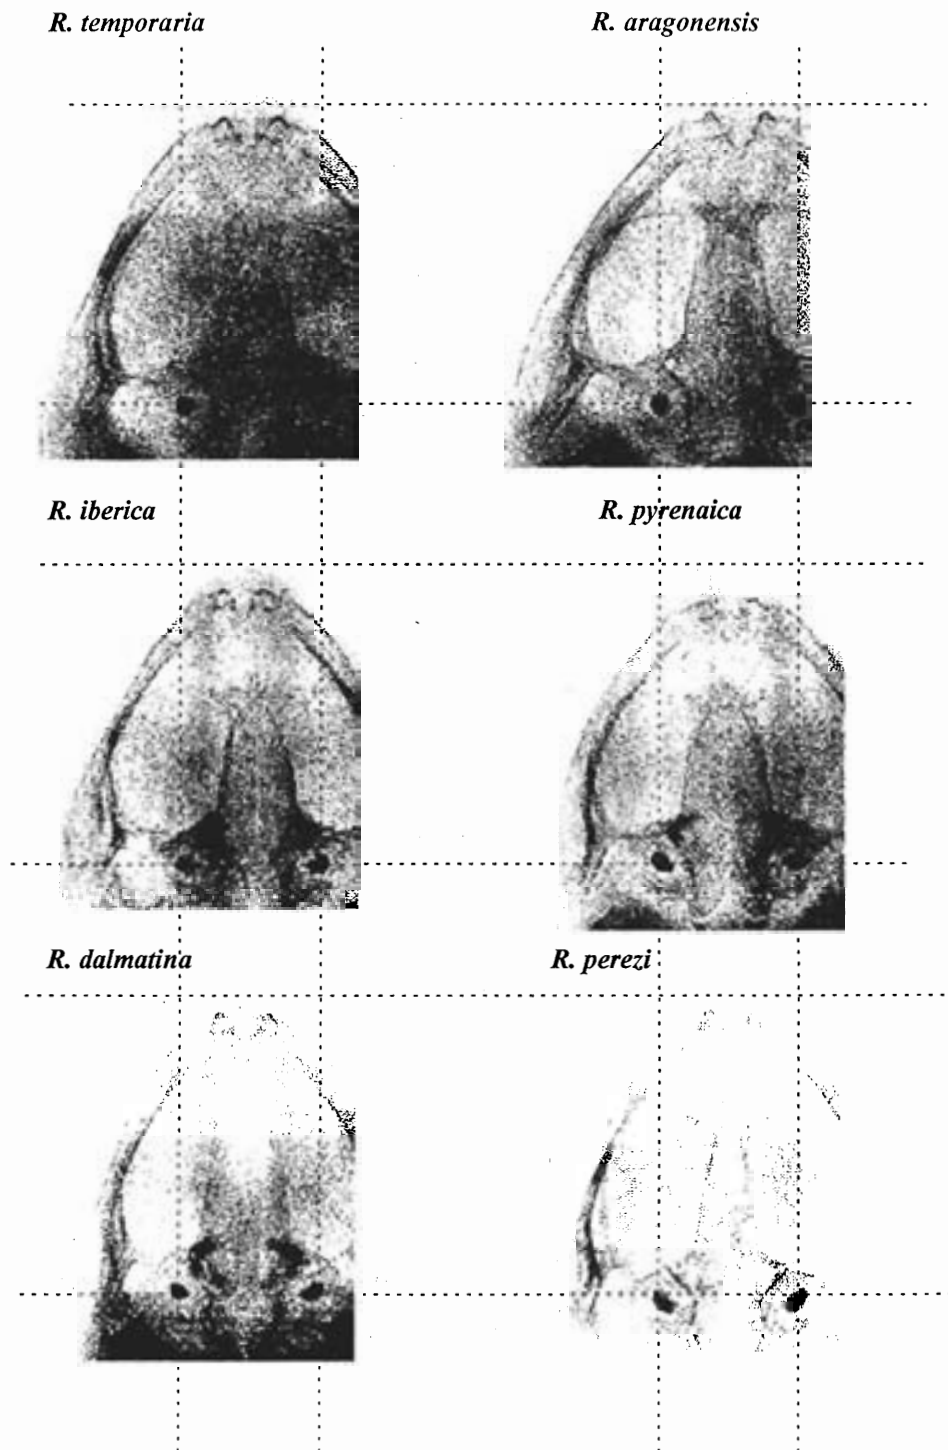 R. temporaria
R. aragonensis
R. iberica
R. pyrenaica
R. dalmatina
R. perezi